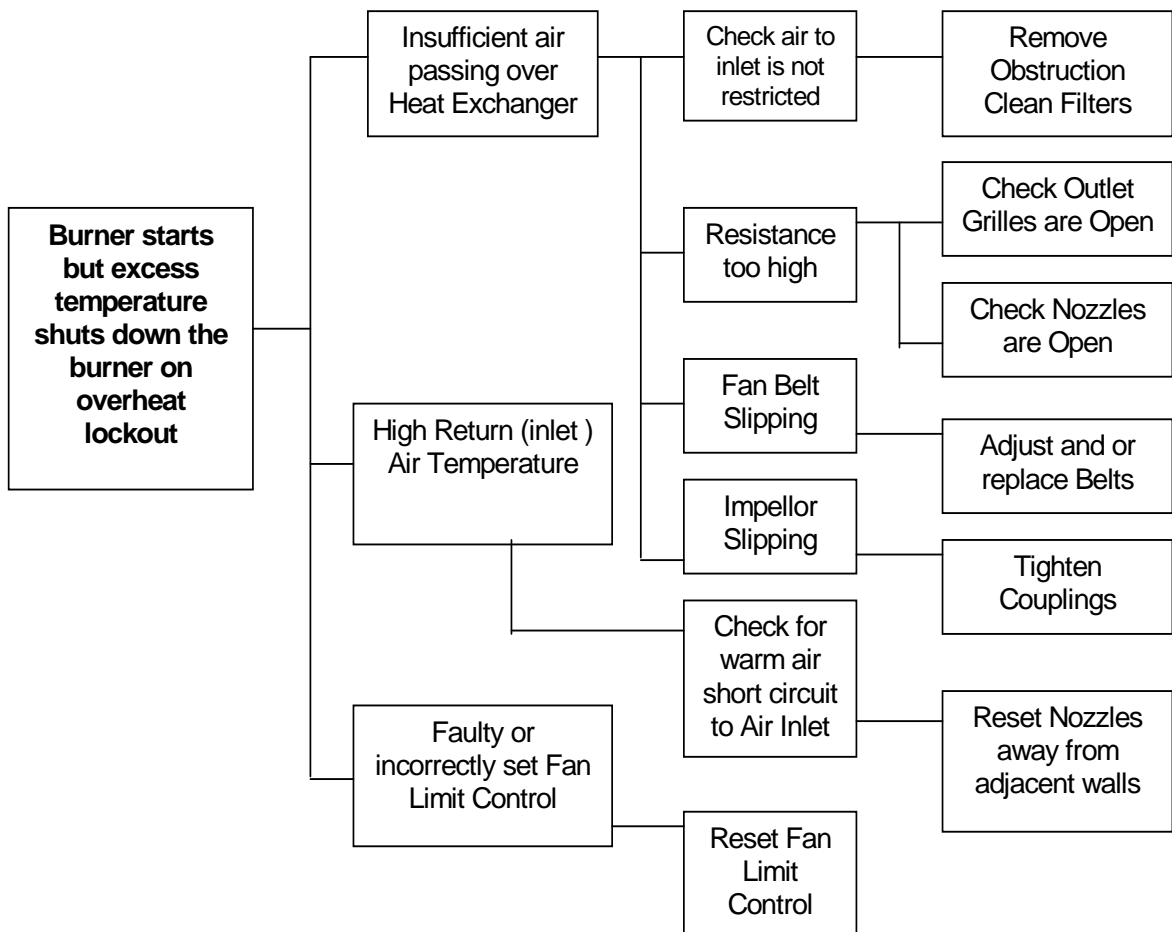 Burner starts
but excess
temperature
shuts down the
burner on
overheat
lockout
Insufficient air
passing over
Heat Exchanger
High Return (inlet )
Air Temperature
Faulty or
incorrectly set Fan
Limit Control
Check air to
inlet is not
restricted
Resistance
too high
Fan Belt
Slipping
Impellor
Slipping
Check for
warm air
short circuit
to Air Inlet
Reset Fan
Limit
Control
Remove
Obstruction
Clean Filters
Check Outlet
Grilles are Open
Check Nozzles
are Open
Adjust and or
replace Belts
Tighten
Couplings
Reset Nozzles
away from
adjacent walls